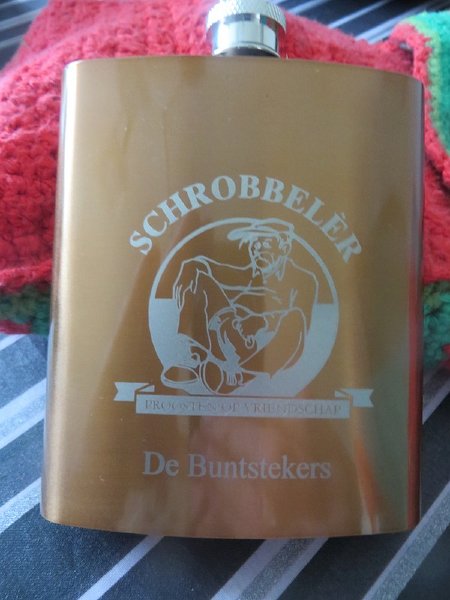 SCHROBBELÈR
PROOSTEN OP VRIENDSCHAP
De Buntstekers